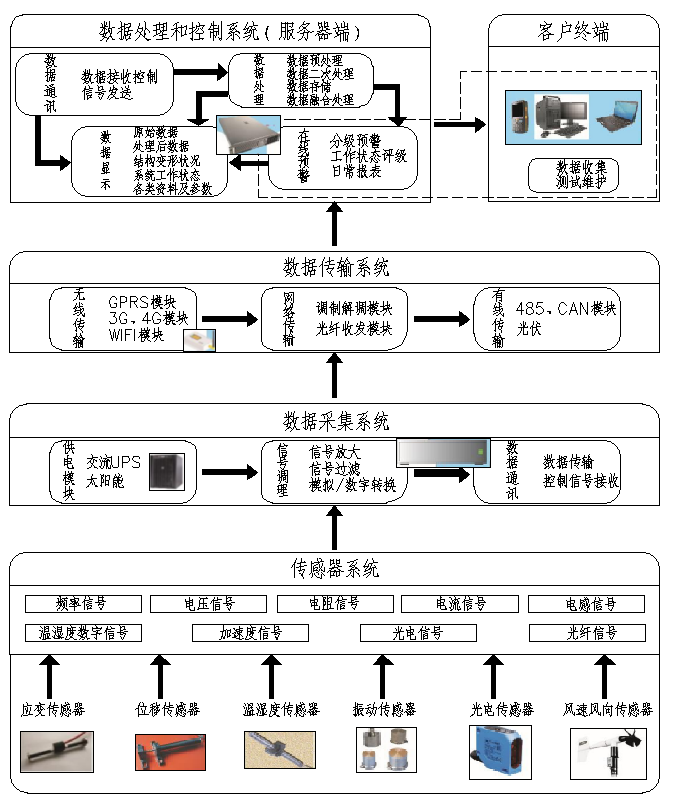 数据处理和控制系统(服务器端)
客户终端
数据通讯
数据接收控制
信号发送
数据处理
数据预处理
数据二次处理
数据存储
数据融合处理
数据显示
原始数据
处理后数据
结构变形状况
系统工作状态
各类资料及参数
在线预警
分级预警
工作状态评级
日常报表
数据收集
测试维护
数据传输系统
无线传输
GPRS模块
3G、4G模块
WIFI模块
网络传输
调制解调模块
光纤收发模块
有线传输
485、CAN模块
光伏
数据采集系统
供电模块
交流UPS
太阳能
信号调理
信号放大
信号过滤
模拟/数字转换
数据通讯
数据传输
控制信号接收
传感器系统
频率信号
电压信号
电阻信号
电流信号
电感信号
温湿度数字信号
加速度信号
光电信号
光纤信号
应变传感器
位移传感器
温湿度传感器
振动传感器
光电传感器
风速风向传感器